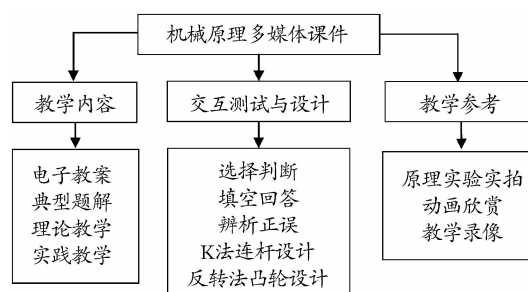 机械原理多媒体课件
教学内容
交互测试与设计
教学参考
电子教案
典型题解
理论教学
实践教学
选择判断
填空回答
辨析正误
K法连杆设计
反转法凸轮设计
原理实验实拍
动画欣赏
教学录像